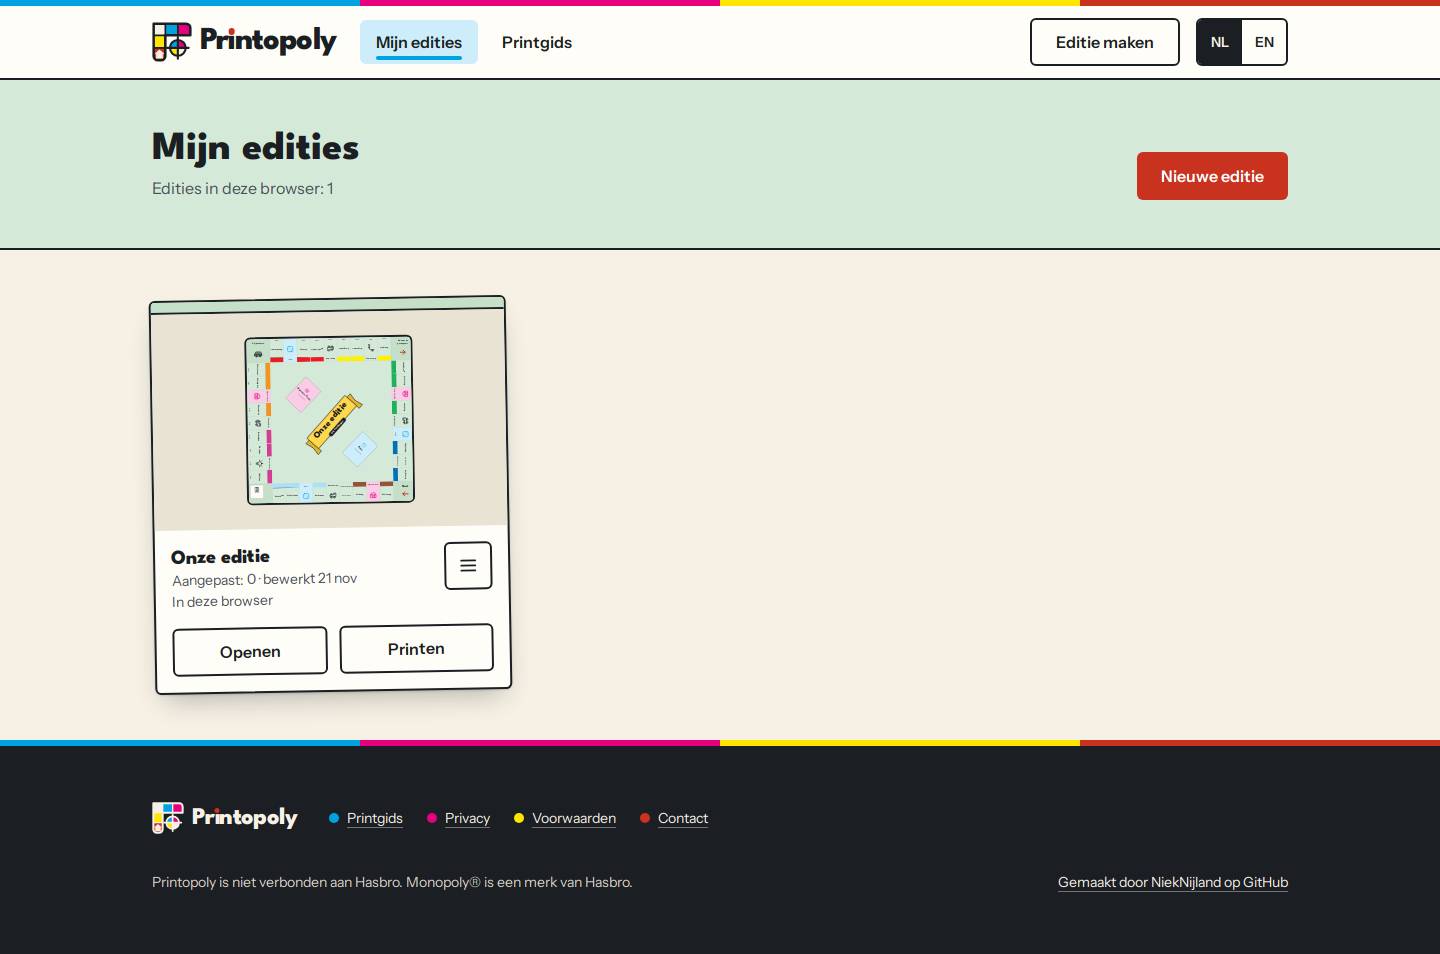 Printopoly
Mijn edities
Printgids
Editie maken
NL
EN
Mijn edities
Edities in deze browser: 1
Nieuwe editie
Onze editie
Onze editie
Aangepast: 0 · bewerkt 21 nov
In deze browser
Openen
Printen
Printopoly
Printgids
Privacy
Voorwaarden
Contact
Printopoly is niet verbonden aan Hasbro. Monopoly® is een merk van Hasbro.
Gemaakt door NiekNijland op GitHub